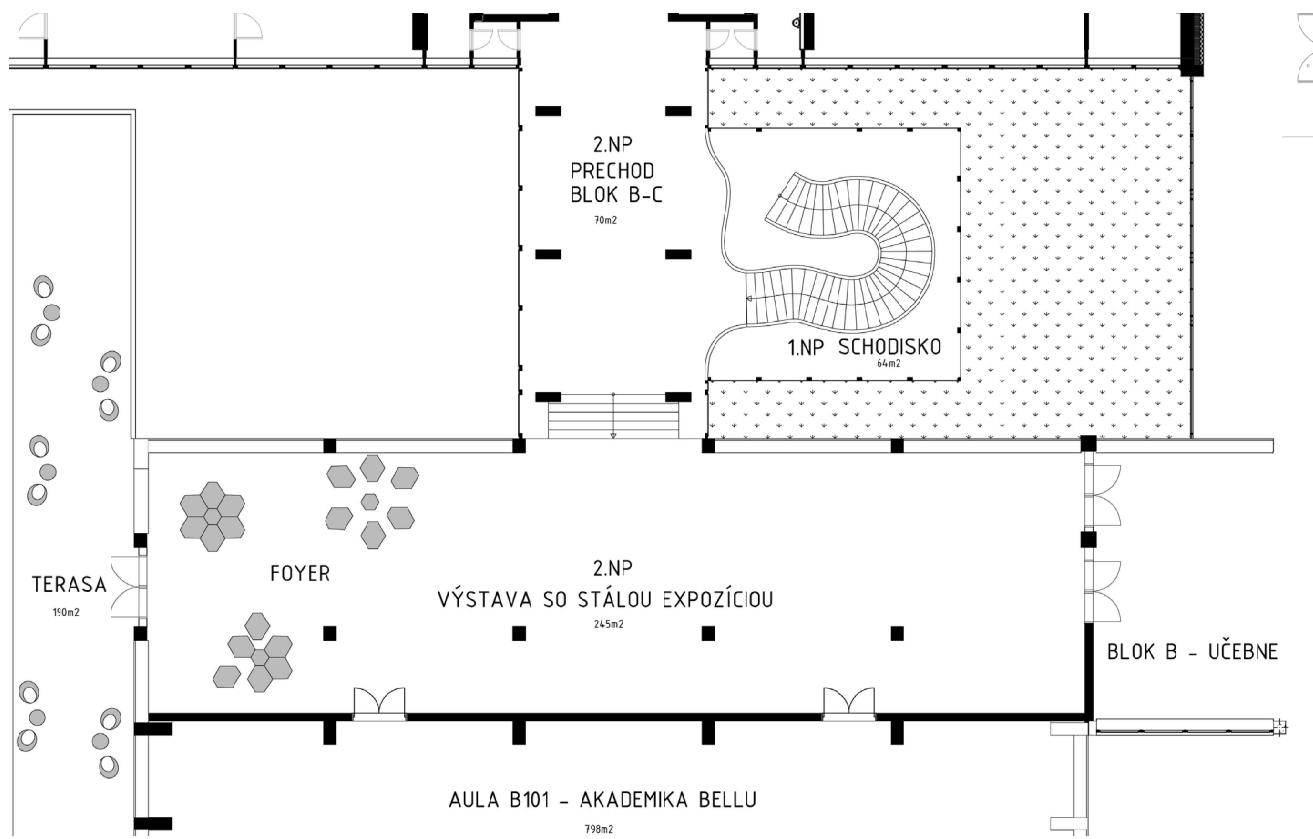 2.NP
PRECHOD
BLOK B-C
70m2
1.NP SCHODISKO
64m2
FOYER
TERASA
190m2
2.NP
VÝSTAVA SO STÁLOU EXPOZÍCIOU
245m2
BLOK B - UČEBNE
AULA B101 - AKADEMIKA BELLU
798m2